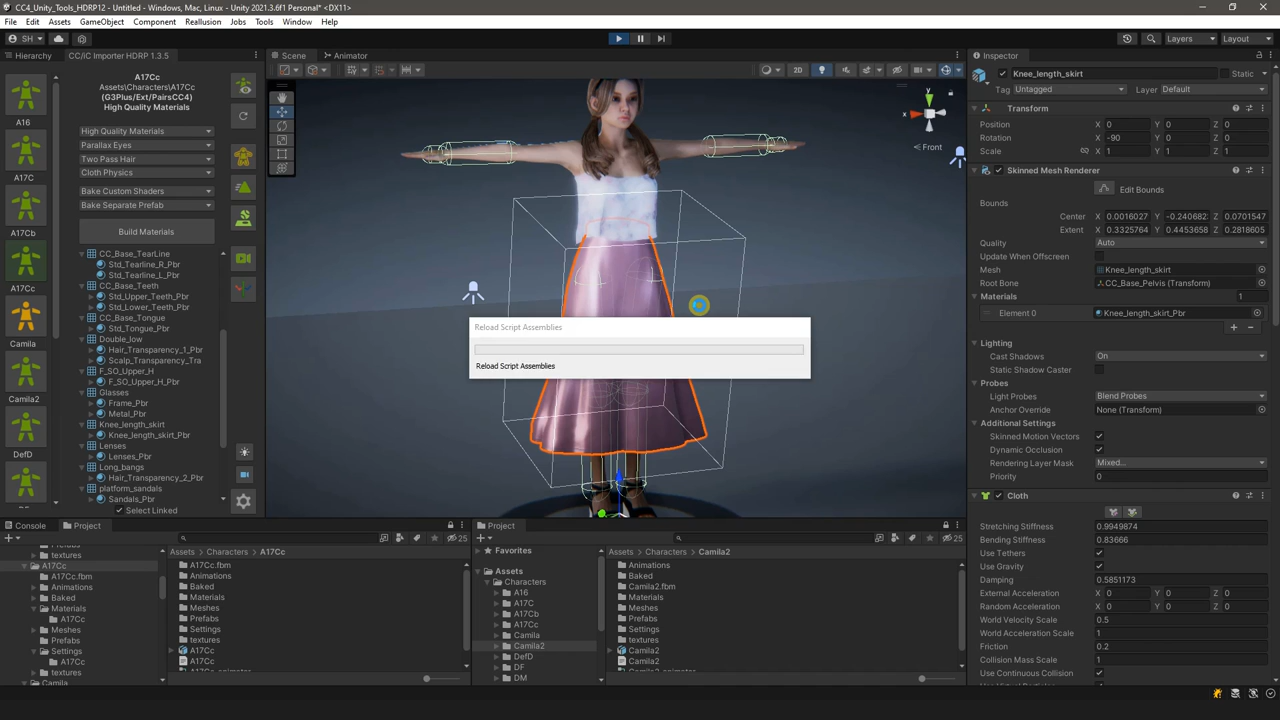 CC4_Unity_Tools_HDRP12 - Untitled - Windows, Mac, Linux - Unity 2021.3.6f1 Personal* <DX11>
File Edit Assets GameObject Component Reallusion Jobs Tools Window Help
SH
Layers Layout
Hierarchy CC/iC Importer HDRP 1.3.5
Scene Animator
Inspector
2D
A17Cc
Assets\Characters\A17Cc
(G3Plus/Ext/PairsCC4)
High Quality Materials
High Quality Materials
Parallax Eyes
Two Pass Hair
Cloth Physics
Bake Custom Shaders
Bake Separate Prefab
Build Materials
A16
A17C
A17Cb
A17Cc
Camila
Camila2
DefD
CC_Base_TearLine
Std_Tearline_R_Pbr
Std_Tearline_L_Pbr
CC_Base_Teeth
Std_Upper_Teeth_Pbr
Std_Lower_Teeth_Pbr
CC_Base_Tongue
Std_Tongue_Pbr
Double_low
Hair_Transparency_1_Pbr
Scalp_Transparency_Tra
F_SO_Upper_H
F_SO_Upper_H_Pbr
Glasses
Frame_Pbr
Metal_Pbr
Knee_length_skirt
Knee_length_skirt_Pbr
Lenses
Lenses_Pbr
Long_bangs
Hair_Transparency_2_Pbr
platform_sandals
Sandals_Pbr
Select Linked
y
x
Front
Reload Script Assemblies
Reload Script Assemblies
Knee_length_skirt Static
Tag Untagged Layer Default
Transform
Position X 0 Y 0 Z 0
Rotation X -90 Y 0 Z 0
Scale X 1 Y 1 Z 1
Skinned Mesh Renderer
Edit Bounds
Bounds
Center X 0.0016027 Y -0.240682 Z 0.0701547
Extent X 0.3325764 Y 0.4453658 Z 0.2818605
Quality Auto
Update When Offscreen
Mesh Knee_length_skirt
Root Bone CC_Base_Pelvis (Transform)
Materials 1
Element 0 Knee_length_skirt_Pbr
Lighting
Cast Shadows On
Static Shadow Caster
Probes
Light Probes Blend Probes
Anchor Override None (Transform)
Additional Settings
Skinned Motion Vectors
Dynamic Occlusion
Rendering Layer Mask Mixed...
Priority 0
Cloth
Stretching Stiffness 0.9949874
Bending Stiffness 0.83666
Use Tethers
Use Gravity
Damping 0.5851173
External Acceleration X 0 Y 0 Z 0
Random Acceleration X 0 Y 0 Z 0
World Velocity Scale 0.5
World Acceleration Scale 1
Friction 0.2
Collision Mass Scale 1
Use Continuous Collision
Console Project
25
textures
A17Cc
A17Cc.fbm
Animations
Baked
Materials
A17Cc
Meshes
Prefabs
Settings
A17Cc
textures
Camila
Assets > Characters > A17Cc
A17Cc.fbm
Animations
Baked
Materials
Meshes
Prefabs
Settings
textures
A17Cc
A17Cc
Project
25
Favorites
Assets
Characters
A16
A17C
A17Cb
A17Cc
Camila
Camila2
DefD
DF
DM
Assets > Characters > Camila2
Animations
Baked
Camila2.fbm
Materials
Meshes
Prefabs
Settings
textures
Camila2
Camila2